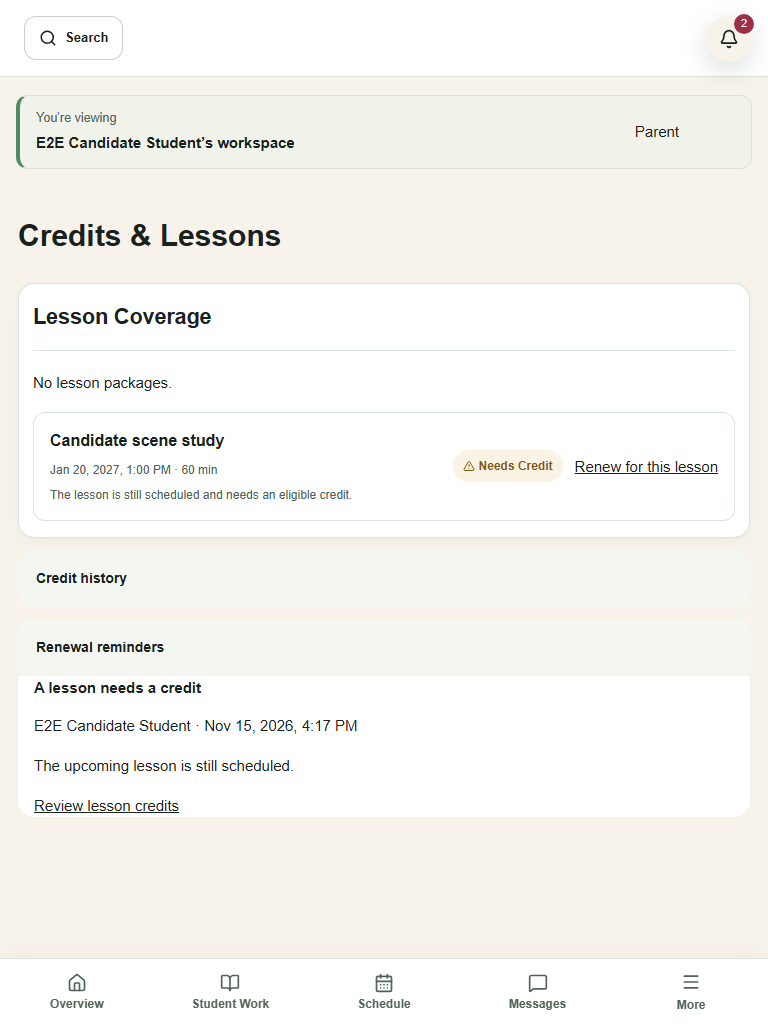 Search
2
You're viewing
E2E Candidate Student's workspace
Parent
Credits & Lessons
Lesson Coverage
No lesson packages.
Candidate scene study
Jan 20, 2027, 1:00 PM · 60 min
The lesson is still scheduled and needs an eligible credit.
Needs Credit
Renew for this lesson
Credit history
Renewal reminders
A lesson needs a credit
E2E Candidate Student · Nov 15, 2026, 4:17 PM
The upcoming lesson is still scheduled.
Review lesson credits
Overview
Student Work
Schedule
Messages
More